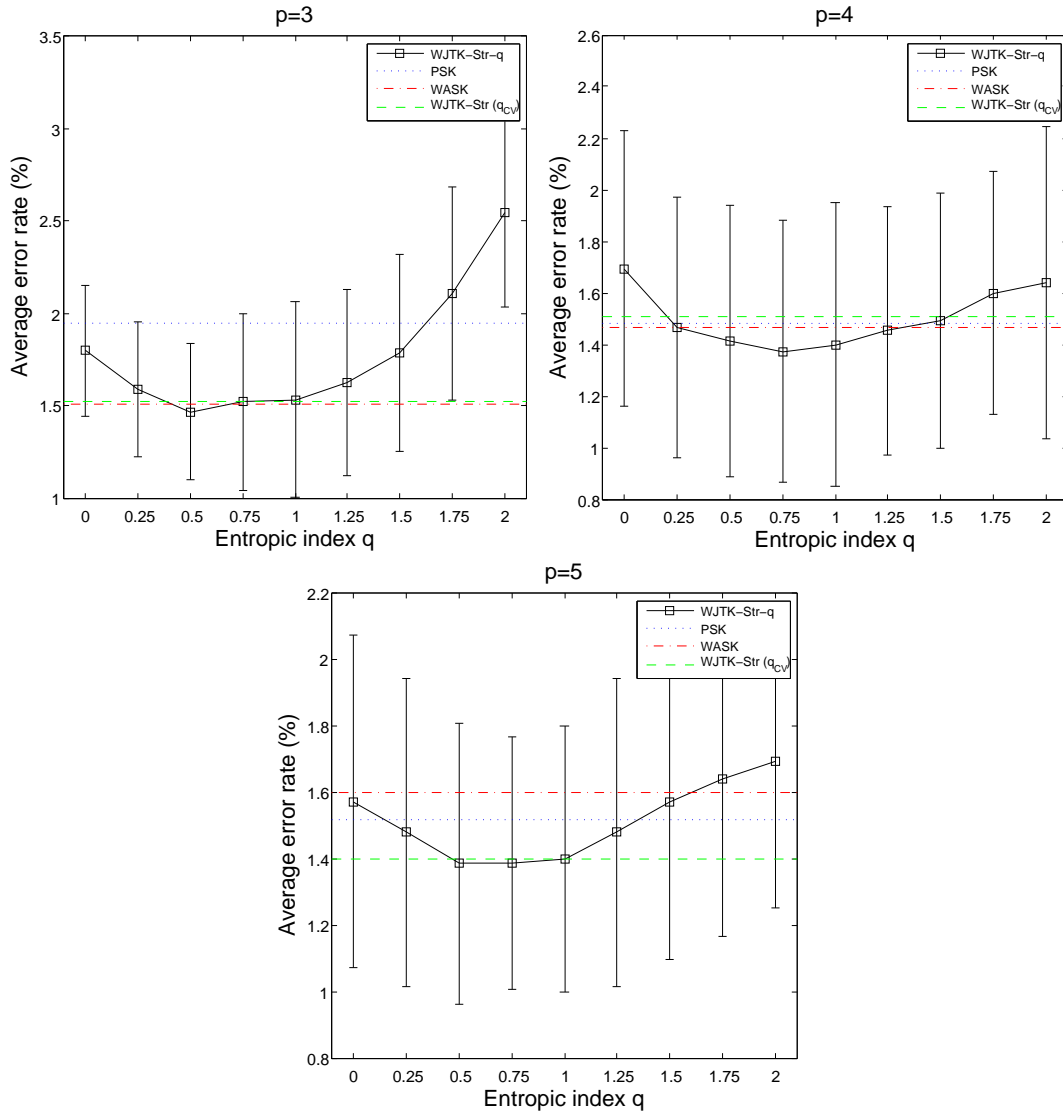 p=3
3.5
3
2.5
2
1.5
1
Average error rate (%)
WJTK−Str−q
PSK
WASK
WJTK−Str (qCV)
0 0.25 0.5 0.75 1 1.25 1.5 1.75 2
Entropic index q
p=4
2.6
2.4
2.2
2
1.8
1.6
1.4
1.2
1
0.8
Average error rate (%)
WJTK−Str−q
PSK
WASK
WJTK−Str (qCV)
0 0.25 0.5 0.75 1 1.25 1.5 1.75 2
Entropic index q
p=5
2.2
2
1.8
1.6
1.4
1.2
1
0.8
Average error rate (%)
WJTK−Str−q
PSK
WASK
WJTK−Str (qCV)
0 0.25 0.5 0.75 1 1.25 1.5 1.75 2
Entropic index q